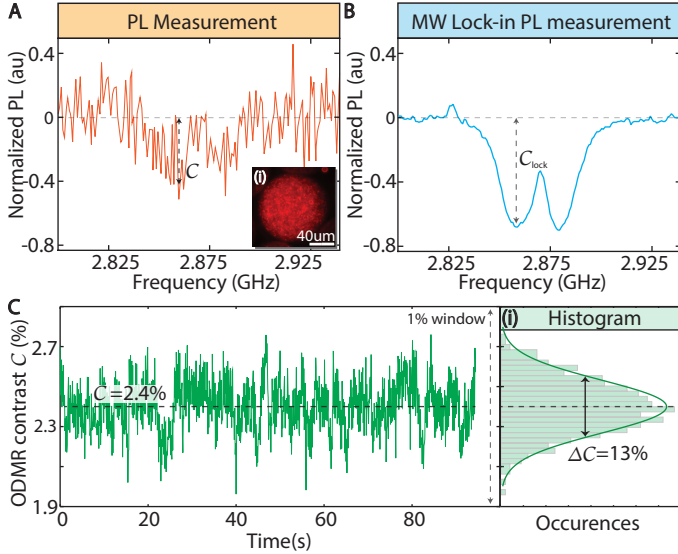 A
PL Measurement
Normalized PL (au)
0.4
0
-0.4
-0.8
C
(i)
40um
2.825
2.875
2.925
Frequency(GHz)
B
MW Lock-in PL measurement
Normalized PL (au)
0.4
0
-0.4
-0.8
C_lock
2.825
2.875
2.925
Frequency (GHz)
C
ODMR contrast C (%)
2.7
2.3
1.9
C=2.4%
1% window
0
20
40
60
80
Time(s)
(i)
Histogram
ΔC=13%
Occurences